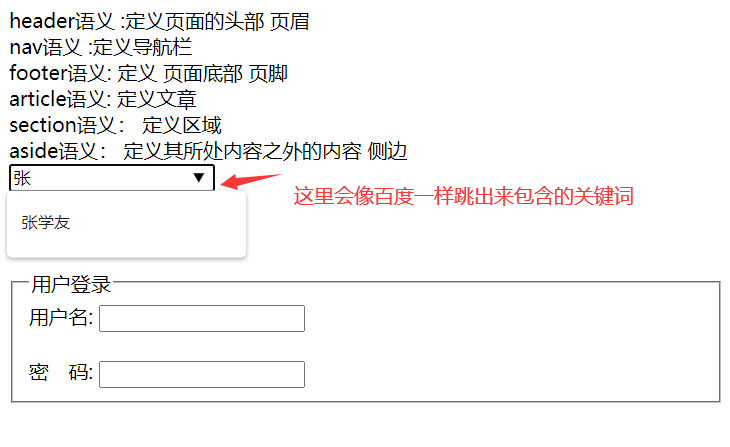 header语义 :定义页面的头部 页眉
nav语义 :定义导航栏
footer语义: 定义 页面底部 页脚
article语义: 定义文章
section语义： 定义区域
aside语义： 定义其所处内容之外的内容 侧边
张
这里会像百度一样跳出来包含的关键词
张学友
用户登录
用户名:
密 码: